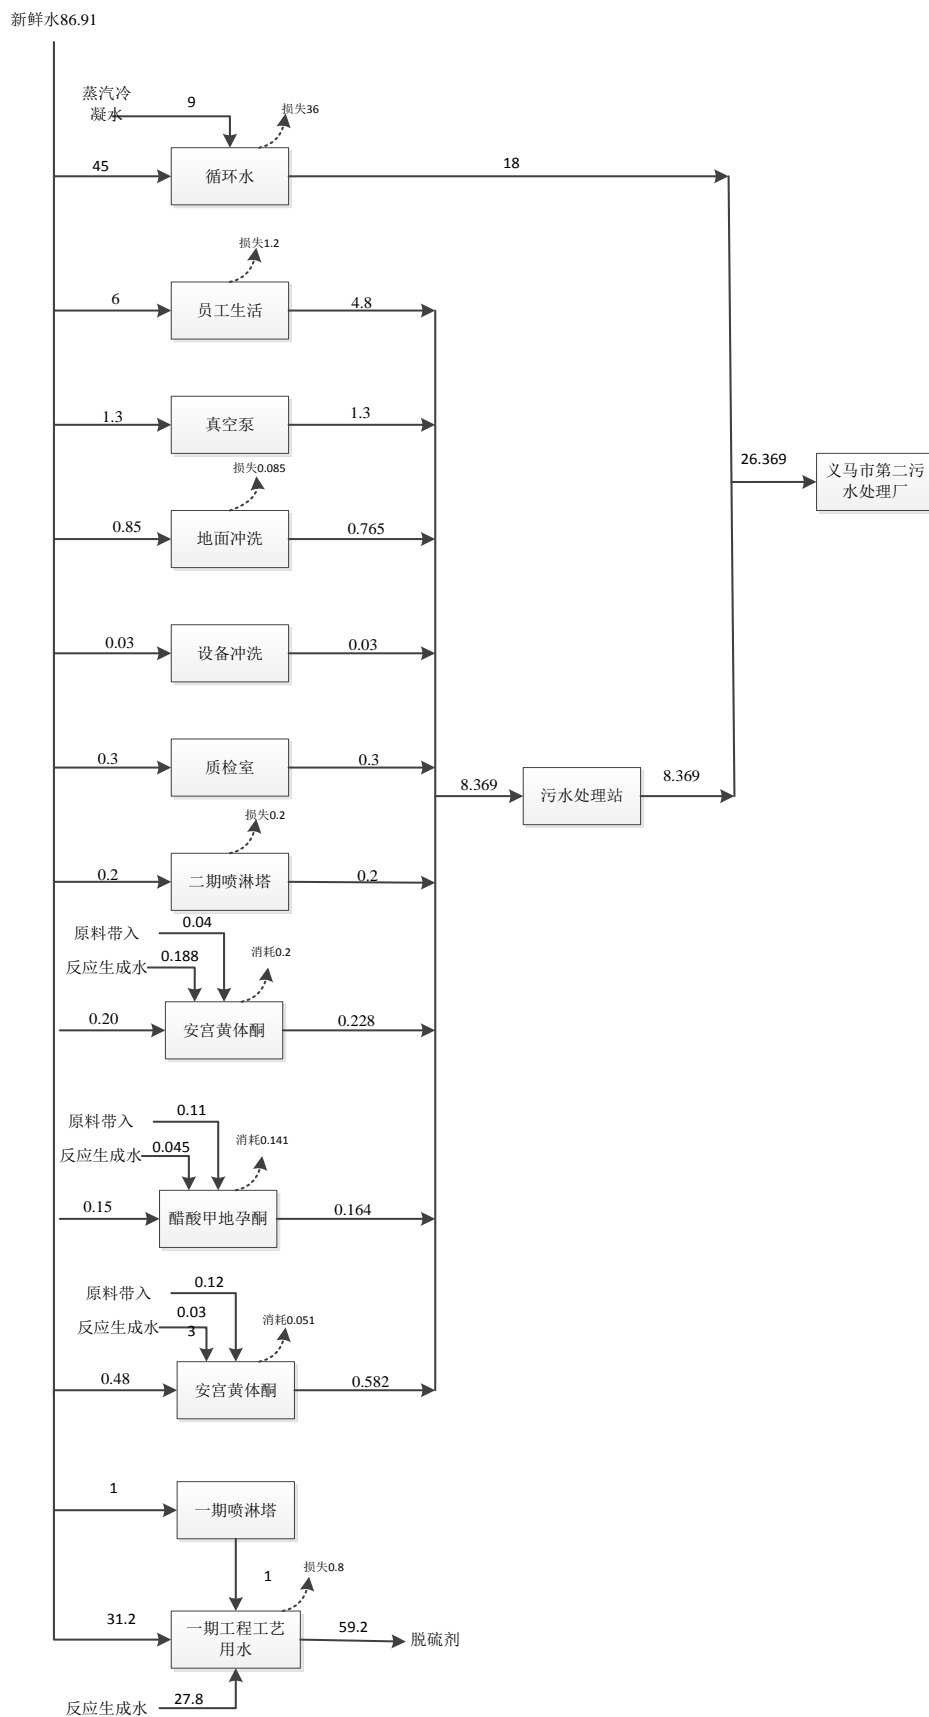 新鲜水86.91
蒸汽冷
凝水
9
损失36
45
循环水
18
损失1.2
6
员工生活
4.8
1.3
真空泵
1.3
损失0.085
0.85
地面冲洗
0.765
26.369
义马市第二污
水处理厂
0.03
设备冲洗
0.03
0.3
质检室
0.3
8.369
污水处理站
8.369
损失0.2
0.2
二期喷淋塔
0.2
原料带入
0.04
反应生成水
0.188
消耗0.2
0.20
安宫黄体酮
0.228
原料带入
0.11
反应生成水
0.045
消耗0.141
0.15
醋酸甲地孕酮
0.164
原料带入
0.12
反应生成水
0.03
3
消耗0.051
0.48
安宫黄体酮
0.582
1
一期喷淋塔
1
损失0.8
31.2
一期工程工艺
用水
59.2
脱硫剂
反应生成水
27.8